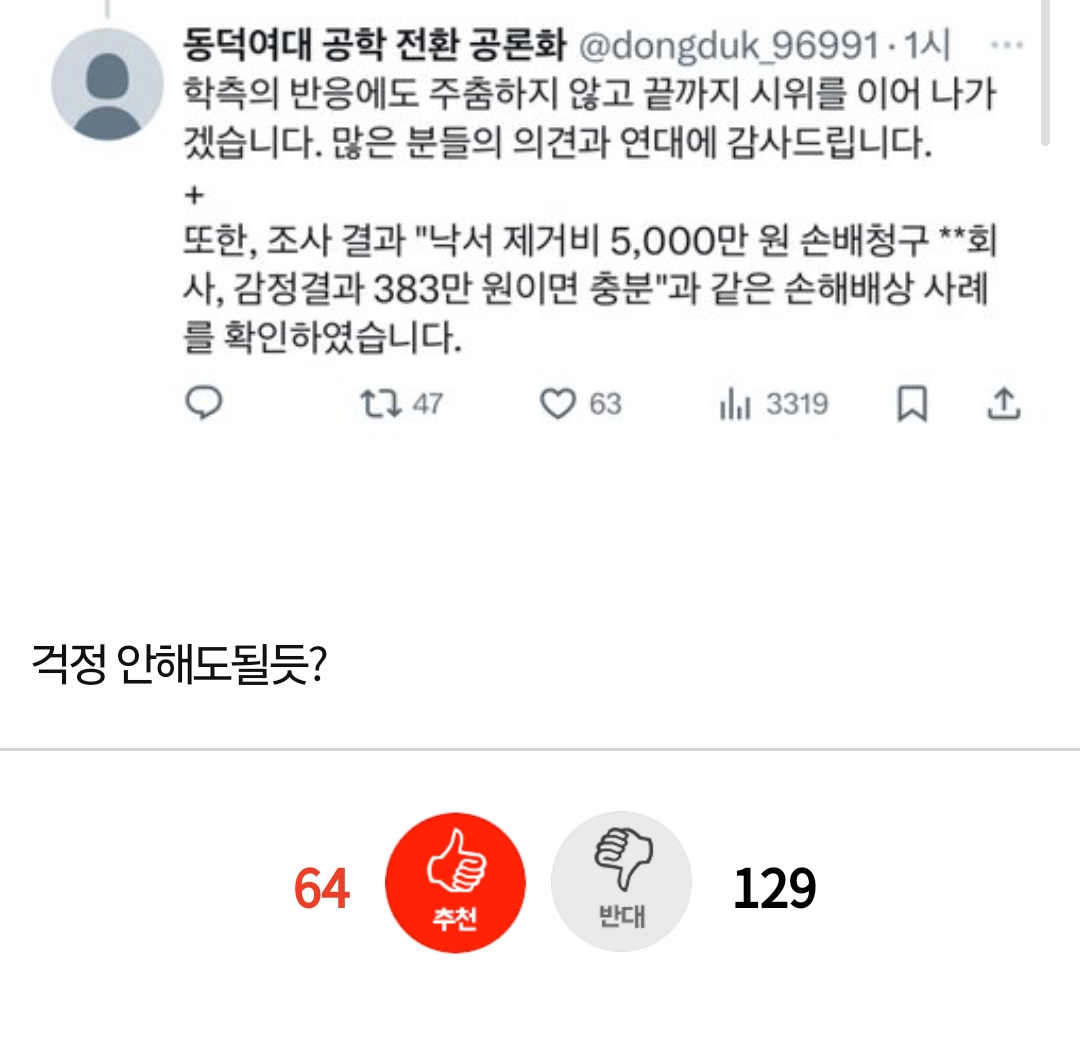 동덕여대 공학 전환 공론화 @dongduk_96991 · 1시
학측의 반응에도 주춤하지 않고 끝까지 시위를 이어 나가
겠습니다. 많은 분들의 의견과 연대에 감사드립니다.
+
또한, 조사 결과 "낙서 제거비 5,000만 원 손배청구 **회
사, 감정결과 383만 원이면 충분"과 같은 손해배상 사례
를 확인하였습니다.
47 63 3319
걱정 안해도될듯?
64 추천 반대 129